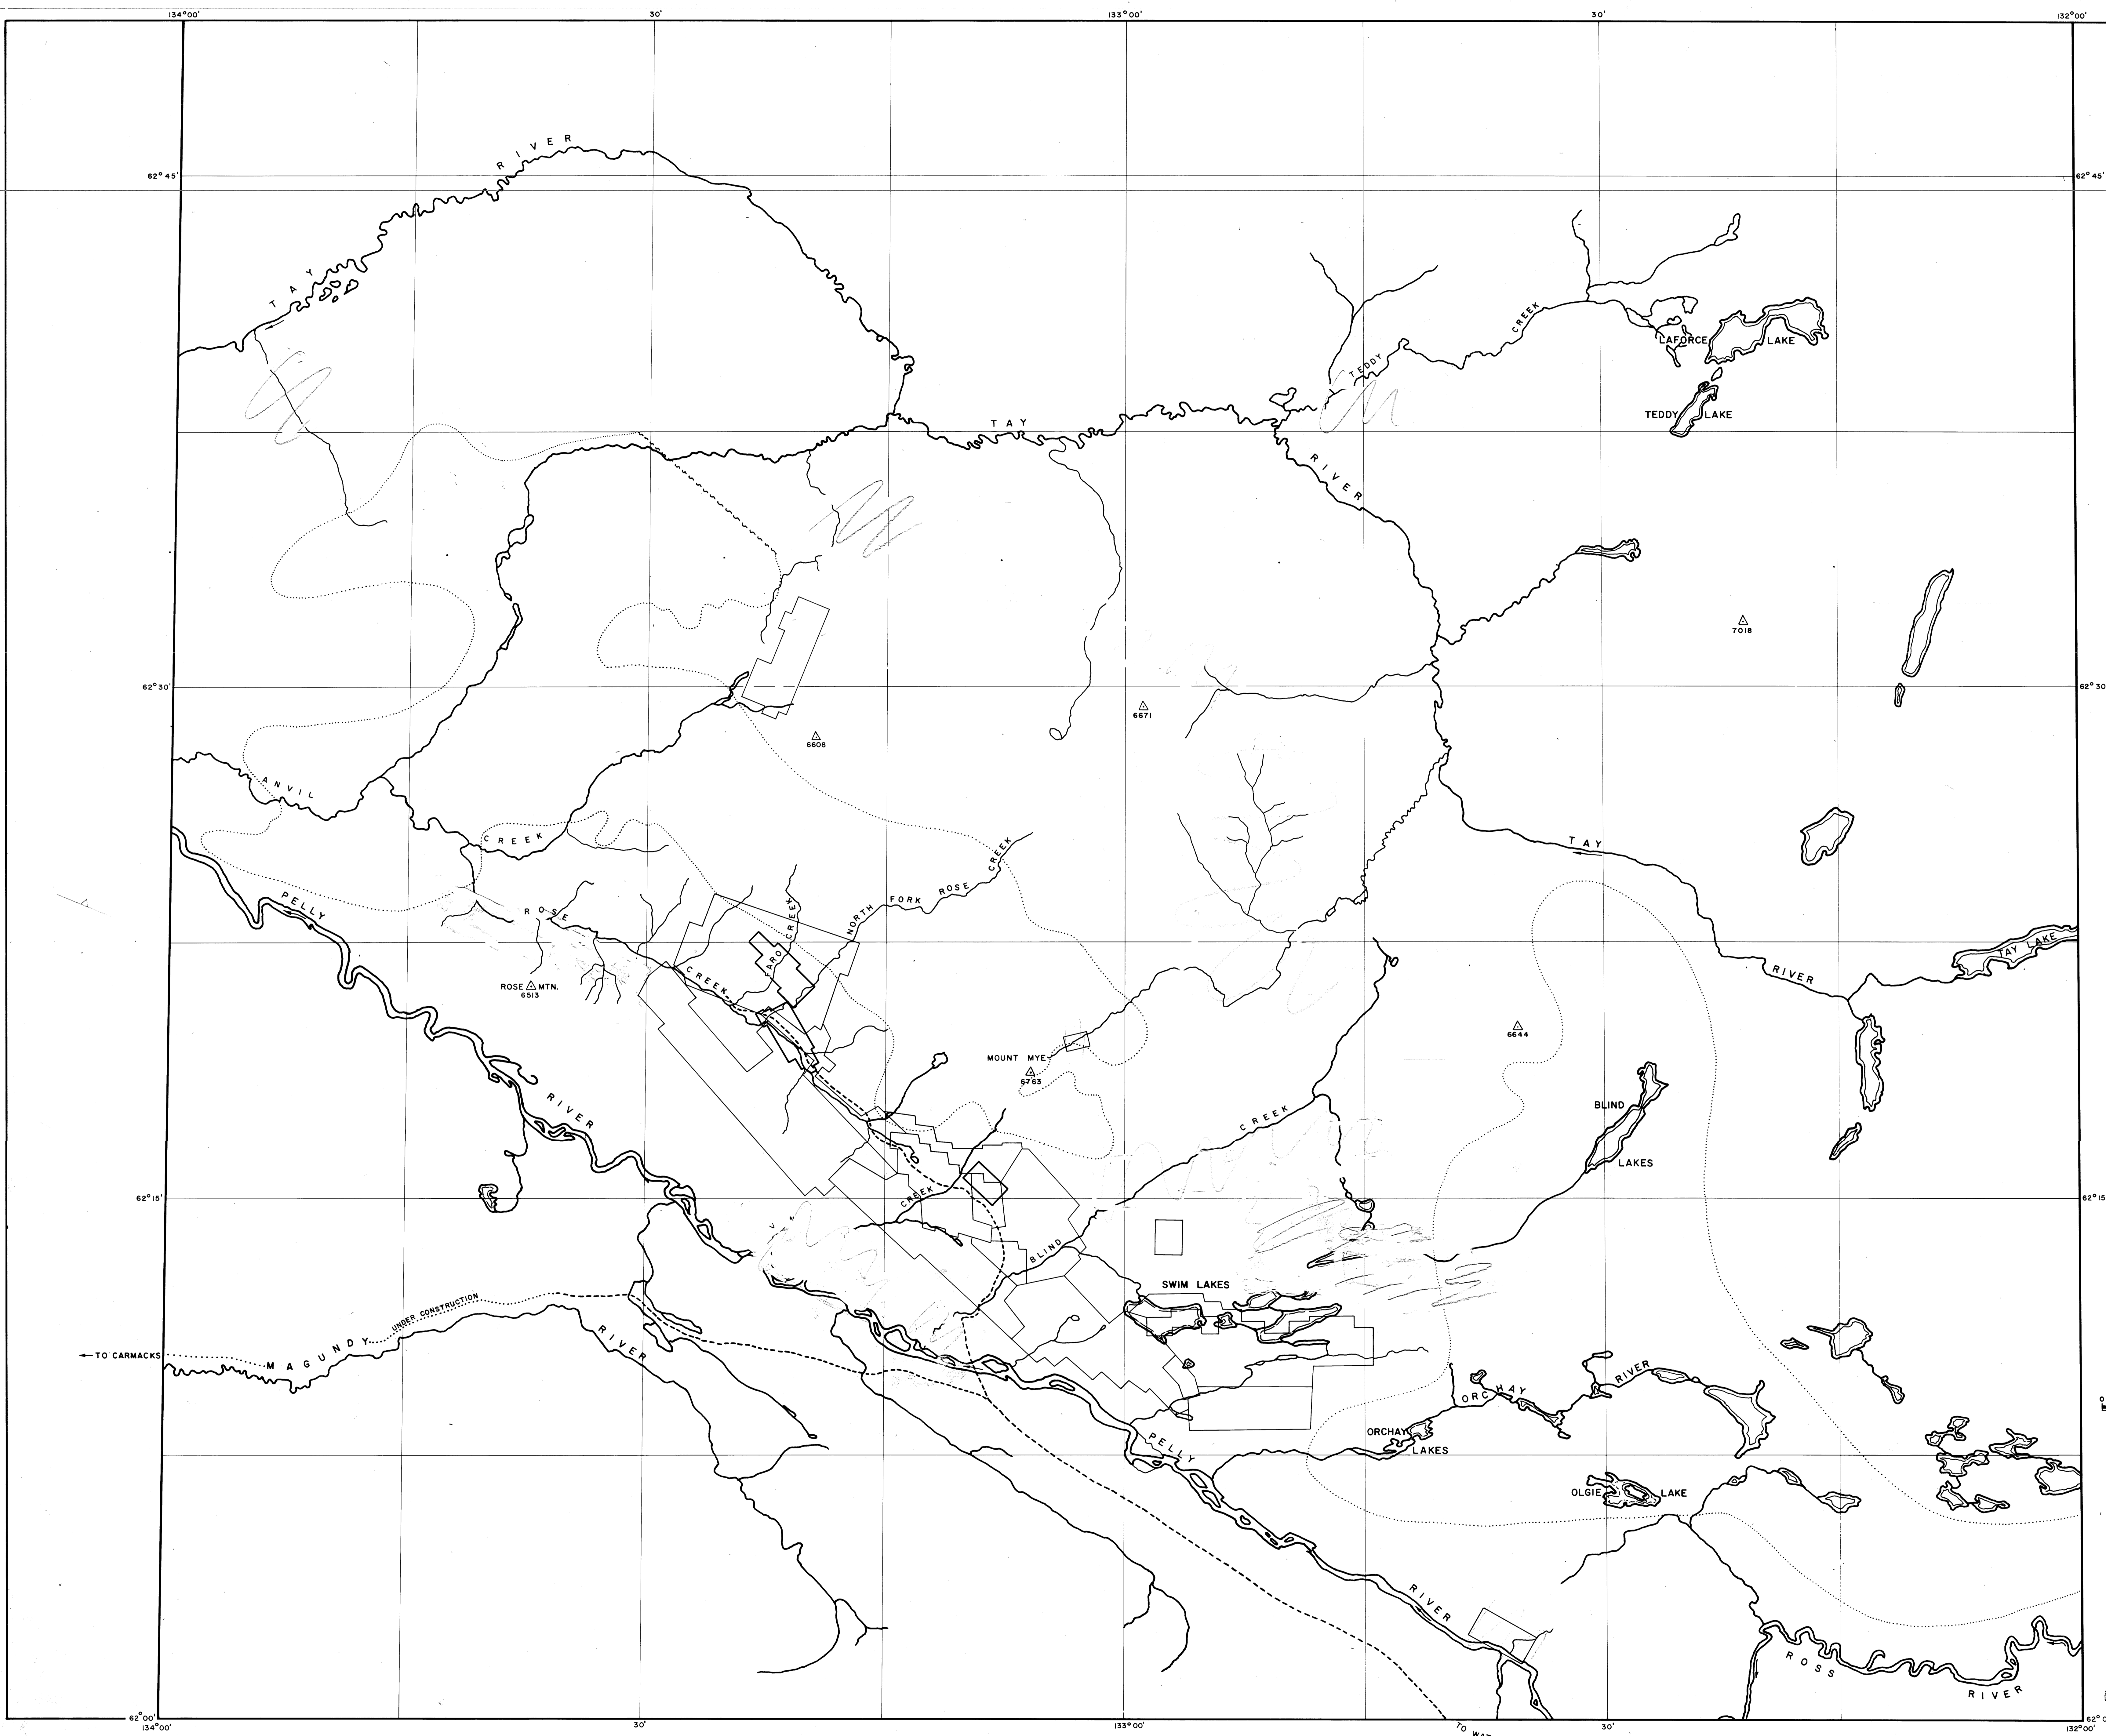 134°00'
30'
133°00'
30'
132°00'
RIVER
62° 45'
62° 45'
TAY
CREEK
LAFORCE LAKE
TEDDY
TEDDY LAKE
TAY
RIVER
7018
62° 30'
62° 30'
6671
6608
ANVIL
CREEK
TAY
CREEK
PELLY
ROSE
NORTH FORK ROSE
CREEK
FARO
TAY LAKE
CREEK
RIVER
ROSE MTN.
6513
6644
MOUNT MYE
6763
RIVER
CREEK
BLIND
LAKES
62° 15'
62° 15'
CREEK
BLIND
SWIM LAKES
UNDER CONSTRUCTION
MAGUNDY
RIVER
TO CARMACKS
RIVER
ORCHAY
ORCHAY
LAKES
PELLY
OLGIE LAKE
RIVER
ROSS
RIVER
62° 00'
134°00'
30'
133°00'
TO
30'
132°00'